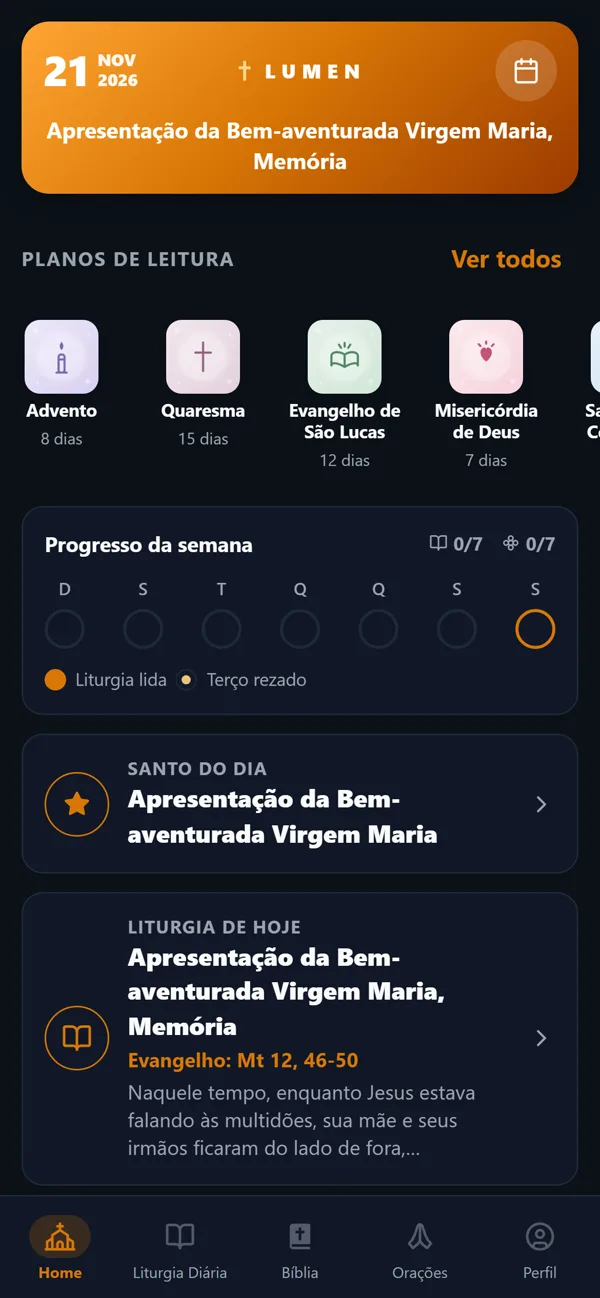 21 NOV 2026
LUMEN
Apresentação da Bem-aventurada Virgem Maria,
Memória
PLANOS DE LEITURA
Ver todos
Advento
8 dias
Quaresma
15 dias
Evangelho de
São Lucas
12 dias
Misericórdia
de Deus
7 dias
Progresso da semana
0/7
0/7
D S T Q Q S S
Liturgia lida
Terço rezado
SANTO DO DIA
Apresentação da Bem-
aventurada Virgem Maria
LITURGIA DE HOJE
Apresentação da Bem-
aventurada Virgem Maria,
Memória
Evangelho: Mt 12, 46-50
Naquele tempo, enquanto Jesus estava
falando às multidões, sua mãe e seus
irmãos ficaram do lado de fora,...
Home
Liturgia Diária
Bíblia
Orações
Perfil